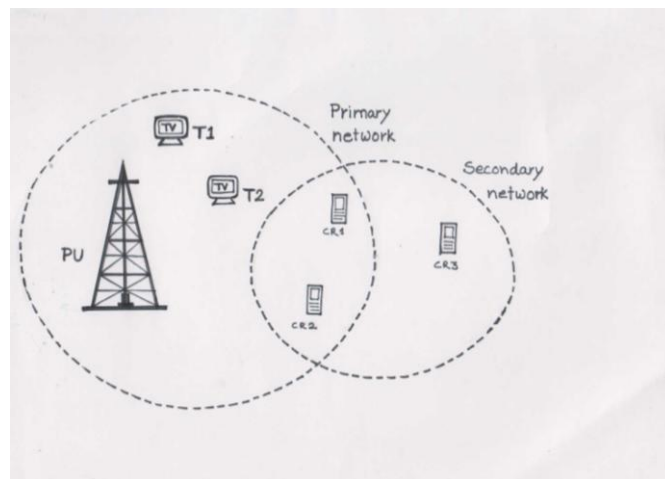 TV
T1
Primary
network
TV
T2
Secondary
network
CR1
CR3
PU
CR2